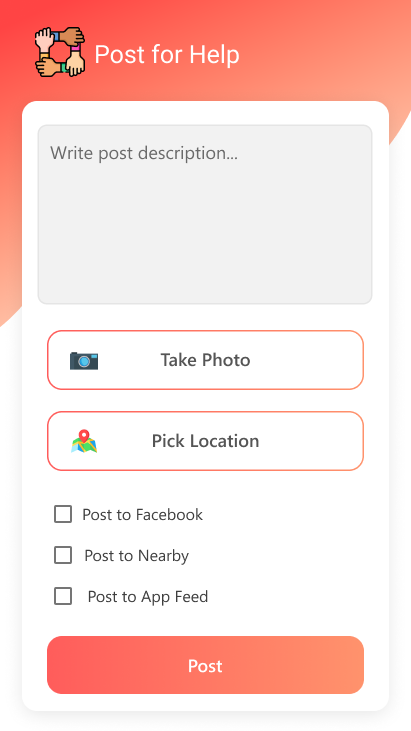 Post for Help
Write post description...
Take Photo
Pick Location
Post to Facebook
Post to Nearby
Post to App Feed
Post